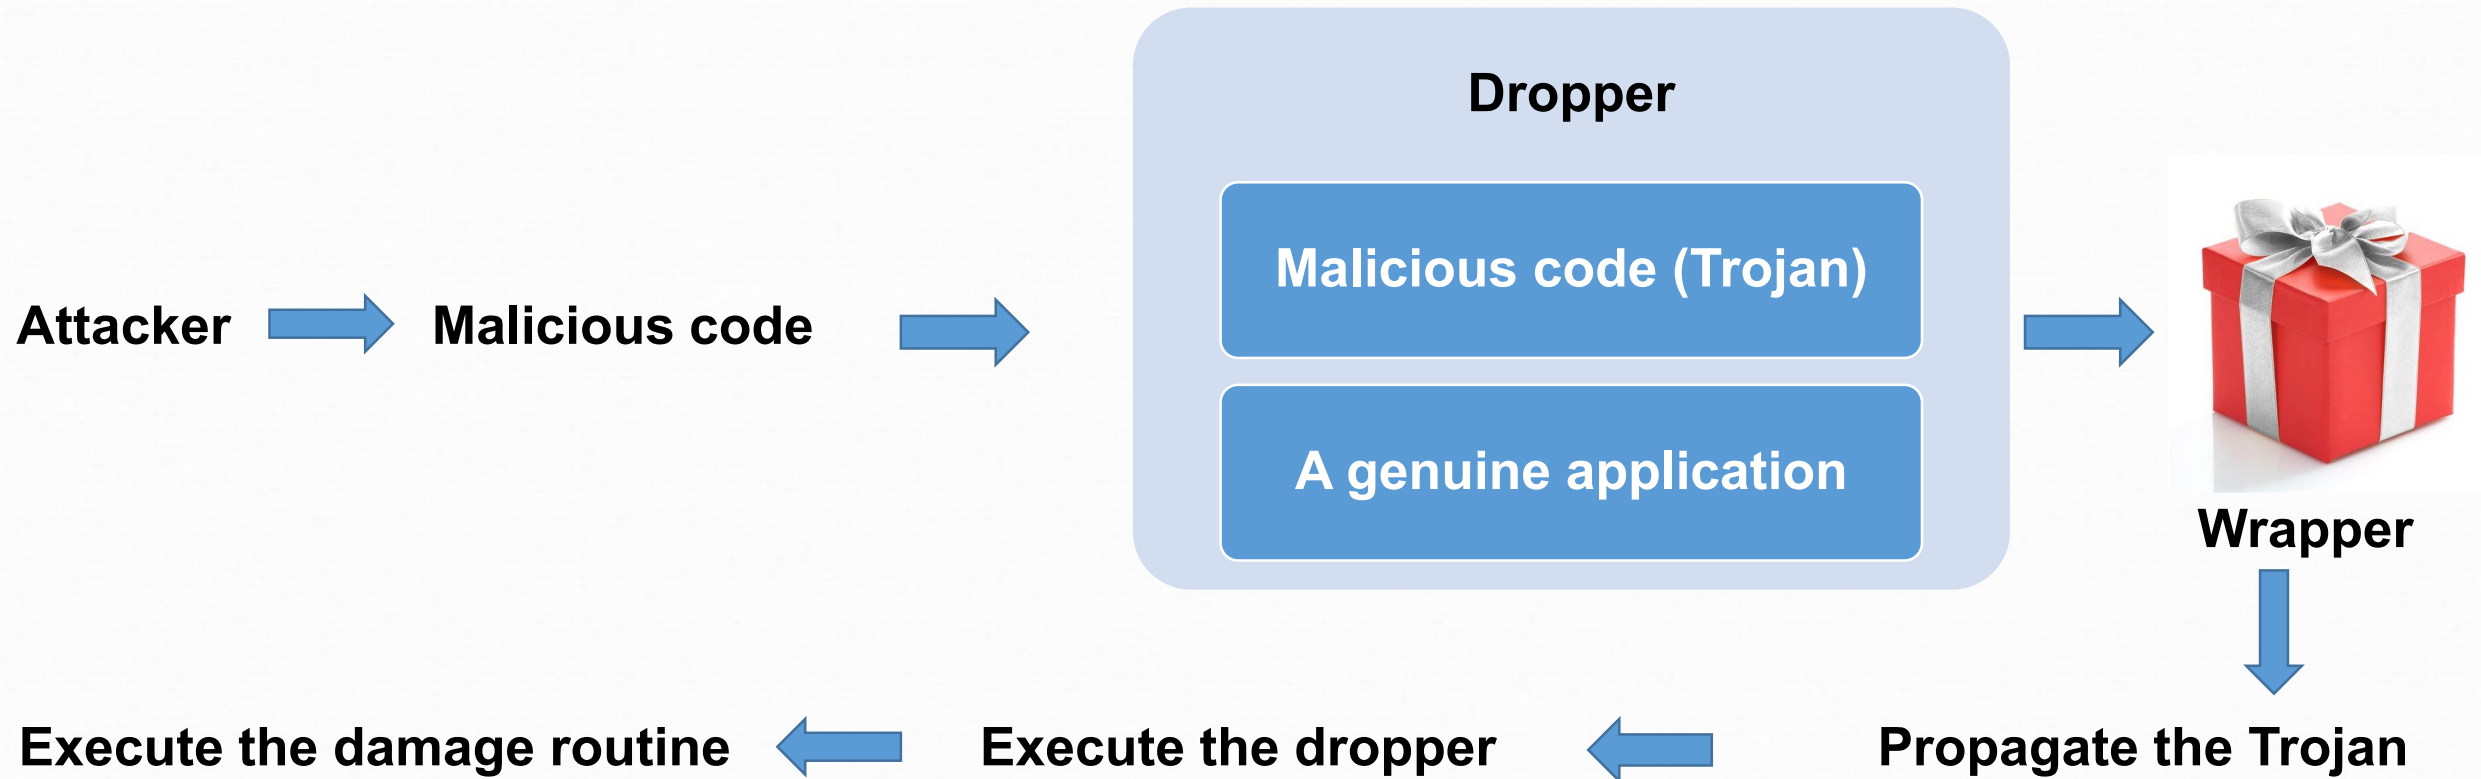 Dropper
Malicious code (Trojan)
Attacker
Malicious code
A genuine application
Wrapper
Execute the damage routine
Execute the dropper
Propagate the Trojan